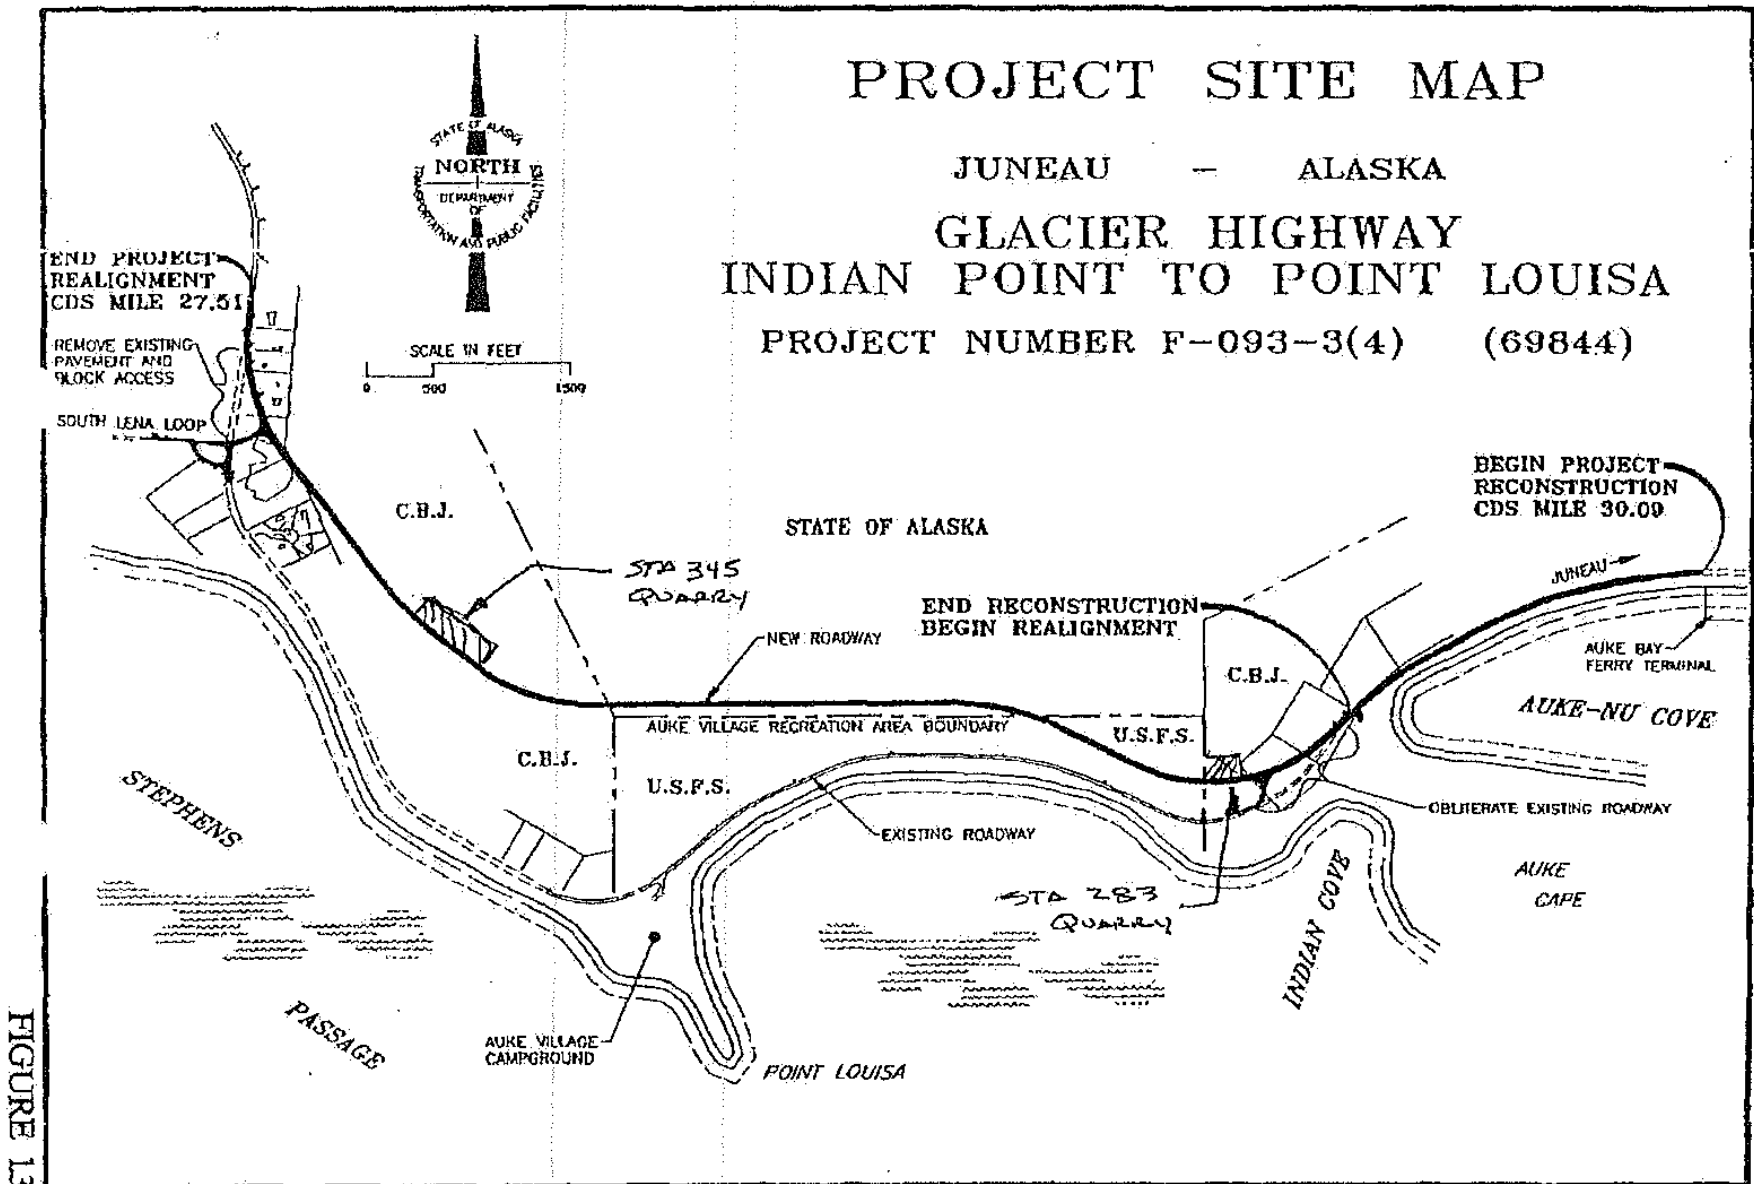 PROJECT SITE MAP
JUNEAU – ALASKA
GLACIER HIGHWAY
INDIAN POINT TO POINT LOUISA
PROJECT NUMBER F-093-3(4) (69844)
STATE OF ALASKA
NORTH
DEPARTMENT
OF
TRANSPORTATION AND PUBLIC FACILITIES
SCALE IN FEET
0 500 1500
END PROJECT
REALIGNMENT
CDS MILE 27.51
REMOVE EXISTING
PAVEMENT AND
BLOCK ACCESS
SOUTH LENA LOOP
C.B.J.
STATE OF ALASKA
STA 345
QUARRY
BEGIN PROJECT
RECONSTRUCTION
CDS MILE 30.09
JUNEAU
END RECONSTRUCTION
BEGIN REALIGNMENT
NEW ROADWAY
AUKE BAY
FERRY TERMINAL
C.B.J.
AUKE-NU COVE
AUKE VILLAGE RECREATION AREA BOUNDARY
U.S.F.S.
C.B.J.
U.S.F.S.
STEPHENS
PASSAGE
EXISTING ROADWAY
OBLITERATE EXISTING ROADWAY
STA 283
QUARRY
INDIAN COVE
AUKE
CAPE
AUKE VILLAGE
CAMPGROUND
POINT LOUISA
FIGURE 13